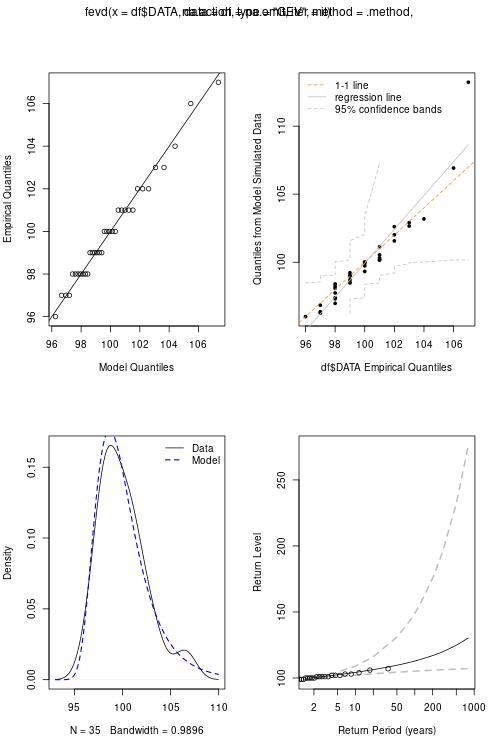 fevd(x = df$DATA, method = .method,
106
104
102
100
98
96
Empirical Quantiles
96 98 100 102 104 106
Model Quantiles
1-1 line
regression line
95% confidence bands
110
105
100
Quantiles from Model Simulated Data
96 98 100 102 104 106
df$DATA Empirical Quantiles
Data
Model
0.15
0.10
0.05
0.00
Density
95 100 105 110
N = 35 Bandwidth = 0.9896
250
200
150
100
Return Level
2 5 10 50 200 1000
Return Period (years)